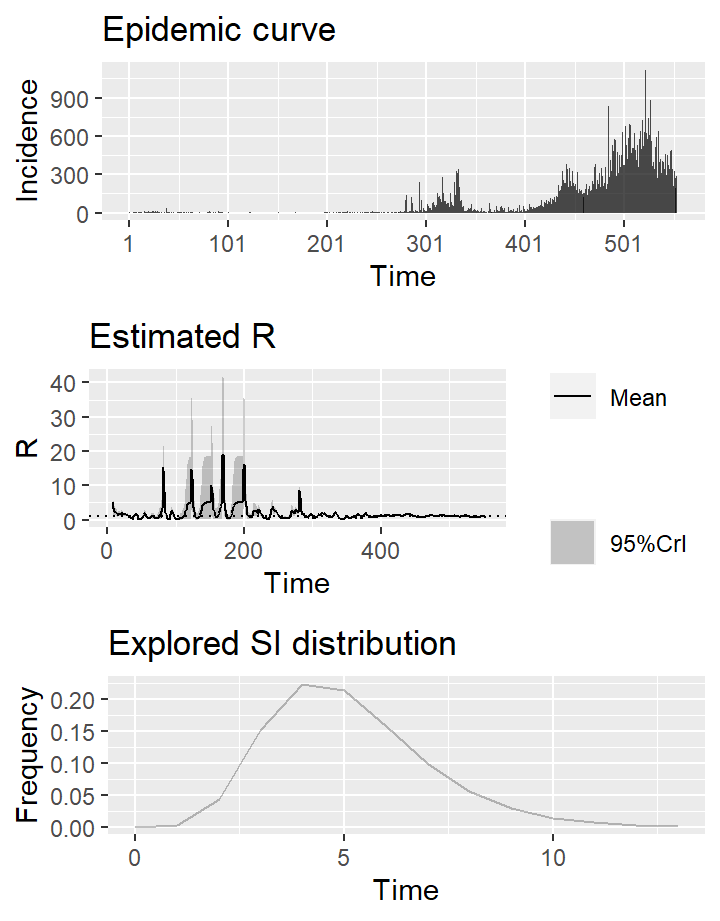 Epidemic curve
Incidence
900
600
300
0
1 101 201 301 401 501
Time
Estimated R
R
40
30
20
10
0
0 200 400
Time
Mean
95%CrI
Explored SI distribution
Frequency
0.20
0.15
0.10
0.05
0.00
0 5 10
Time